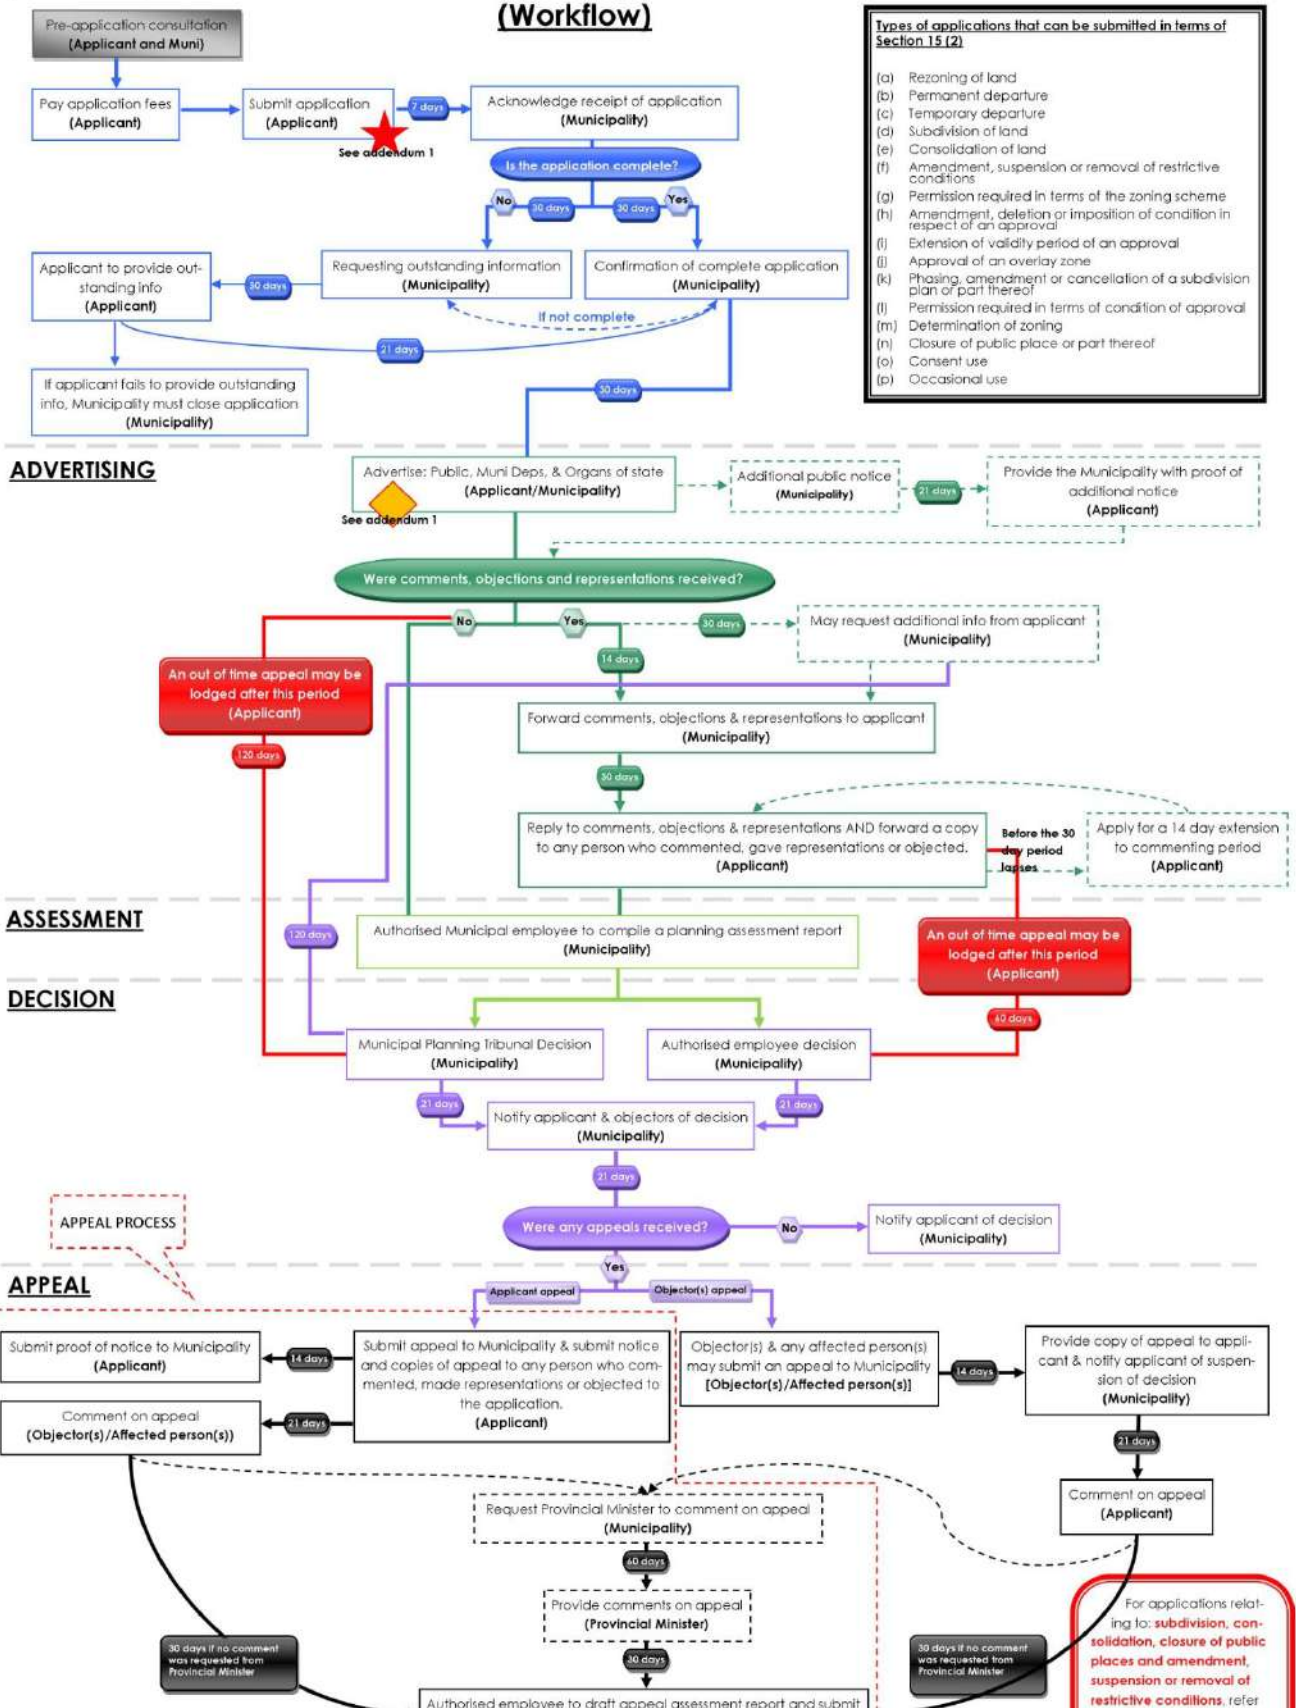 (Workflow)
Pre-application consultation
(Applicant and Muni)
Pay application fees
(Applicant)
Submit application
(Applicant)
See addendum 1
7 days
Acknowledge receipt of application
(Municipality)
Is the application complete?
No
30 days
30 days
Yes
Applicant to provide out-
standing info
(Applicant)
30 days
Requesting outstanding information
(Municipality)
Confirmation of complete application
(Municipality)
If not complete
21 days
If applicant fails to provide outstanding
info, Municipality must close application
(Municipality)
30 days
Types of applications that can be submitted in terms of
Section 15 (2)
(a) Rezoning of land
(b) Permanent departure
(c) Temporary departure
(d) Subdivision of land
(e) Consolidation of land
(f) Amendment, suspension or removal of restrictive
conditions
(g) Permission required in terms of the zoning scheme
(h) Amendment, deletion or imposition of condition in
respect of an approval
(i) Extension of validity period of an approval
(j) Approval of an overlay zone
(k) Phasing, amendment or cancellation of a subdivision
plan or part thereof
(l) Permission required in terms of condition of approval
(m) Determination of zoning
(n) Closure of public place or part thereof
(o) Consent use
(p) Occasional use
ADVERTISING
Advertise: Public, Muni Deps, & Organs of state
(Applicant/Municipality)
See addendum 1
Additional public notice
(Municipality)
21 days
Provide the Municipality with proof of
additional notice
(Applicant)
Were comments, objections and representations received?
No
Yes
30 days
May request additional info from applicant
(Municipality)
14 days
An out of time appeal may be
lodged after this period
(Applicant)
120 days
Forward comments, objections & representations to applicant
(Municipality)
30 days
Reply to comments, objections & representations AND forward a copy
to any person who commented, gave representations or objected.
(Applicant)
Before the 30
day period
lapses
Apply for a 14 day extension
to commenting period
(Applicant)
ASSESSMENT
120 days
Authorised Municipal employee to compile a planning assessment report
(Municipality)
An out of time appeal may be
lodged after this period
(Applicant)
60 days
DECISION
Municipal Planning Tribunal Decision
(Municipality)
Authorised employee decision
(Municipality)
21 days
21 days
Notify applicant & objectors of decision
(Municipality)
21 days
Were any appeals received?
No
Notify applicant of decision
(Municipality)
APPEAL PROCESS
Yes
APPEAL
Applicant appeal
Objector(s) appeal
Submit proof of notice to Municipality
(Applicant)
14 days
Submit appeal to Municipality & submit notice
and copies of appeal to any person who com-
mented, made representations or objected to
the application.
(Applicant)
Objector(s) & any affected person(s)
may submit an appeal to Municipality
[Objector(s)/Affected person(s)]
14 days
Provide copy of appeal to appli-
cant & notify applicant of suspen-
sion of decision
(Municipality)
Comment on appeal
(Objector(s)/Affected person(s))
21 days
21 days
Comment on appeal
(Applicant)
Request Provincial Minister to comment on appeal
(Municipality)
60 days
Provide comments on appeal
(Provincial Minister)
30 days
30 days if no comment
was requested from
Provincial Minister
30 days if no comment
was requested from
Provincial Minister
For applications relat-
ing to: subdivision, con-
solidation, closure of public
places and amendment,
suspension or removal of
restrictive conditions, refer
Authorised employee to draft appeal assessment report and submit